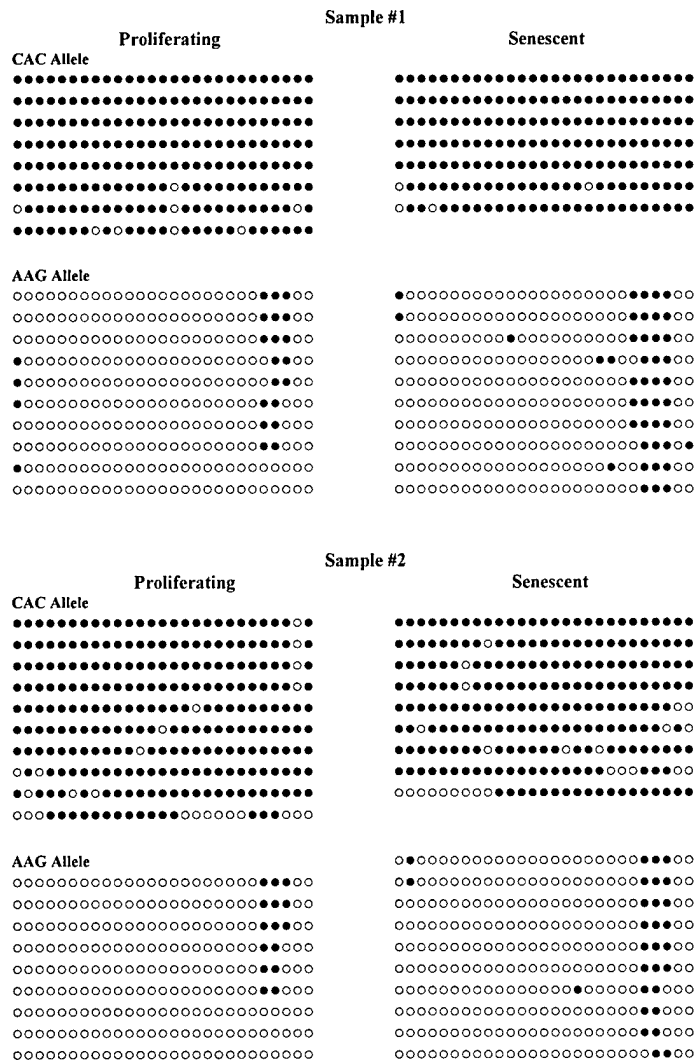 Sample #1
Proliferating Senescent
CAC Allele
AAG Allele
Sample #2
Proliferating Senescent
CAC Allele
AAG Allele